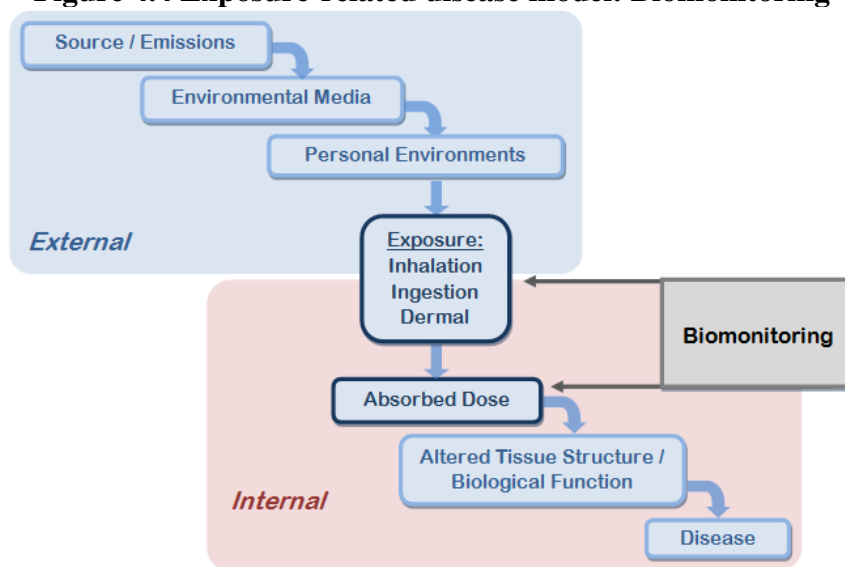 Source / Emissions
Environmental Media
Personal Environments
External
Exposure:
Inhalation
Ingestion
Dermal
Biomonitoring
Absorbed Dose
Altered Tissue Structure /
Biological Function
Internal
Disease